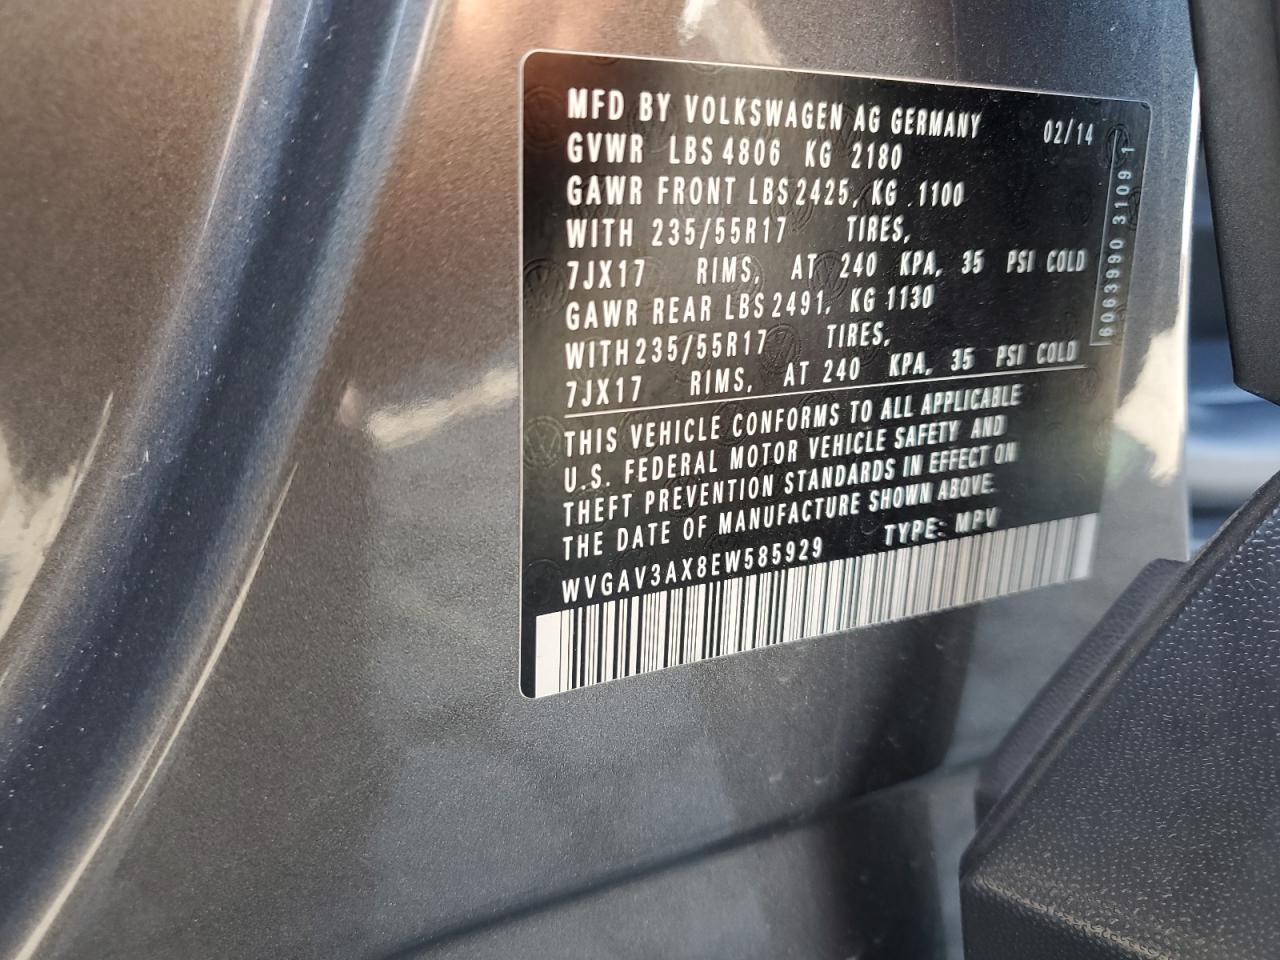 MFD BY VOLKSWAGEN AG GERMANY 02/14
GVWR LBS 4806 KG 2180
GAWR FRONT LBS 2425, KG 1100
WITH 235/55R17 TIRES,
7JX17 RIMS, AT 240 KPA, 35 PSI COLD
GAWR REAR LBS 2491, KG 1130
WITH 235/55R17 TIRES,
7JX17 RIMS, AT 240 KPA, 35 PSI COLD
THIS VEHICLE CONFORMS TO ALL APPLICABLE
U.S. FEDERAL MOTOR VEHICLE SAFETY AND
THEFT PREVENTION STANDARDS IN EFFECT ON
THE DATE OF MANUFACTURE SHOWN ABOVE.
WVGAV3AX8EW585929 TYPE: MPV
6063990 3109 1